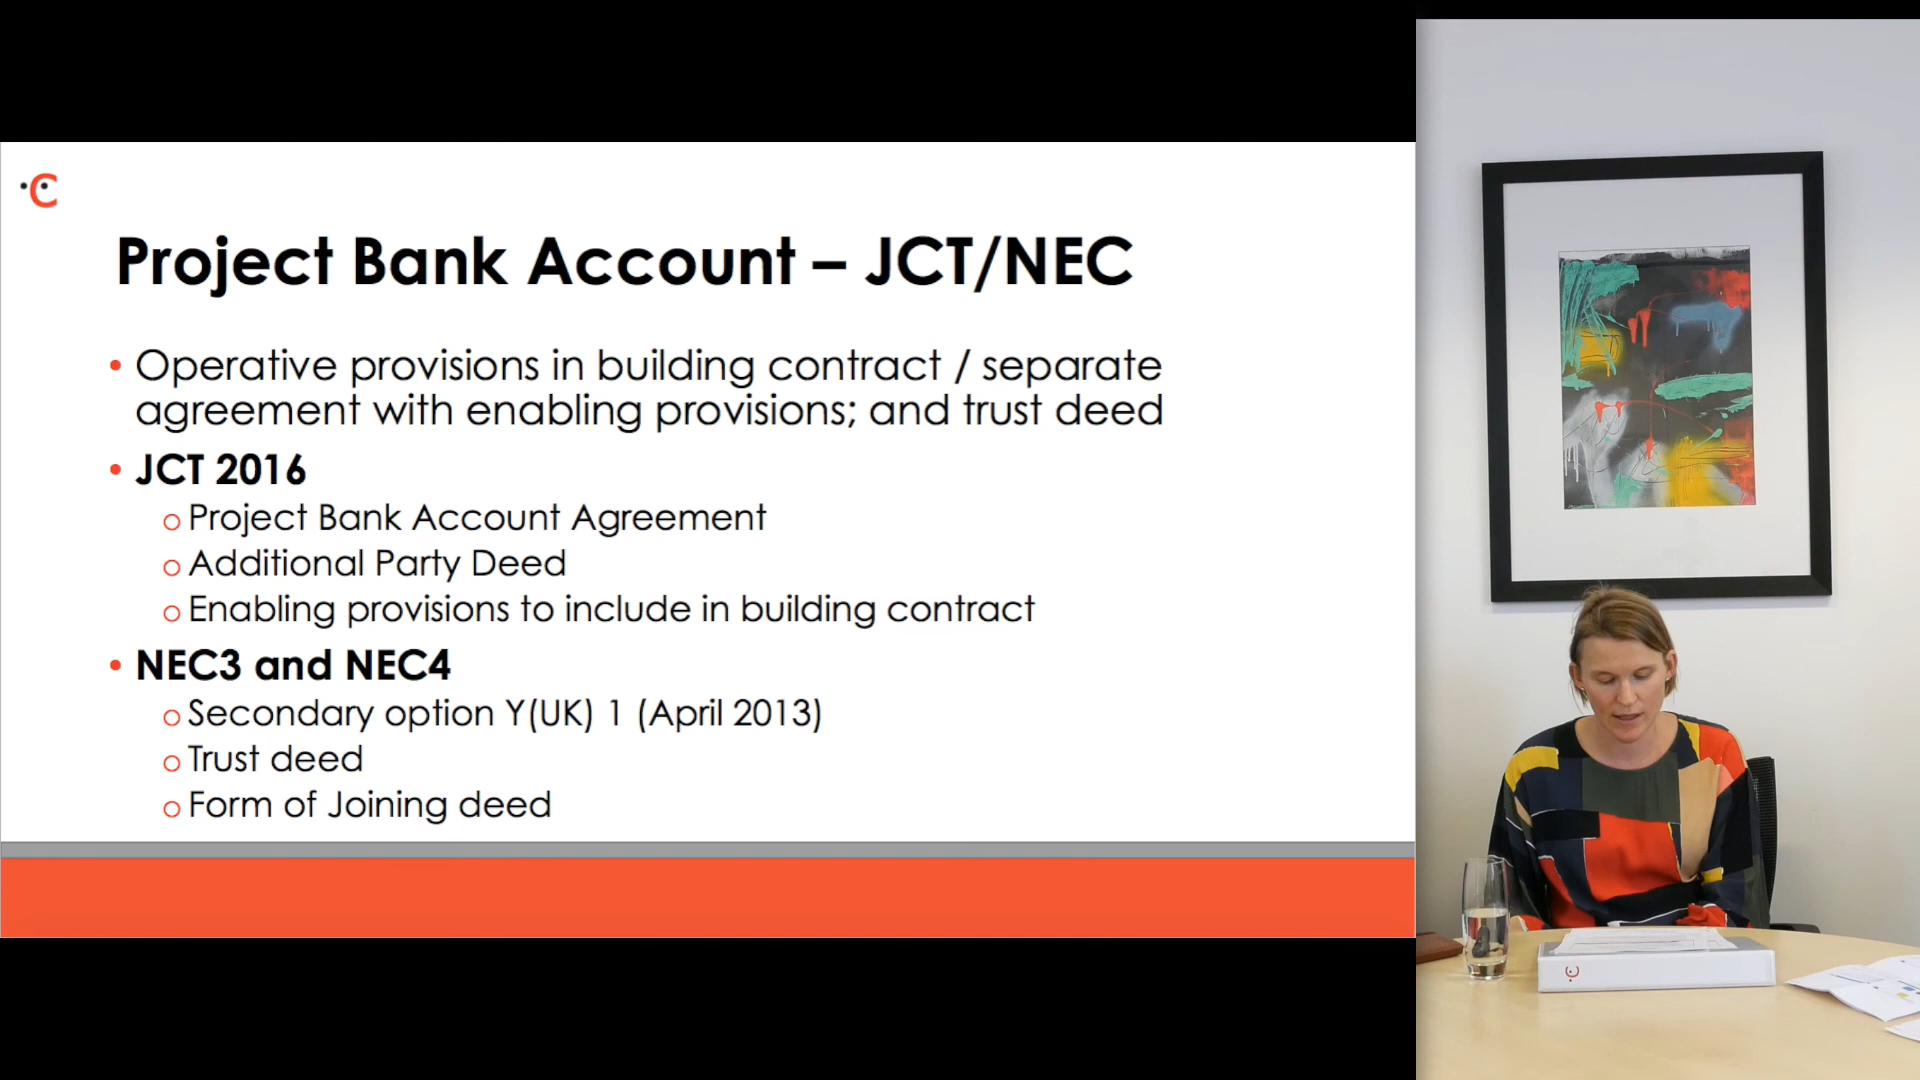 Project Bank Account – JCT/NEC
• Operative provisions in building contract / separate
agreement with enabling provisions; and trust deed
• JCT 2016
o Project Bank Account Agreement
o Additional Party Deed
o Enabling provisions to include in building contract
• NEC3 and NEC4
o Secondary option Y(UK) 1 (April 2013)
o Trust deed
o Form of Joining deed